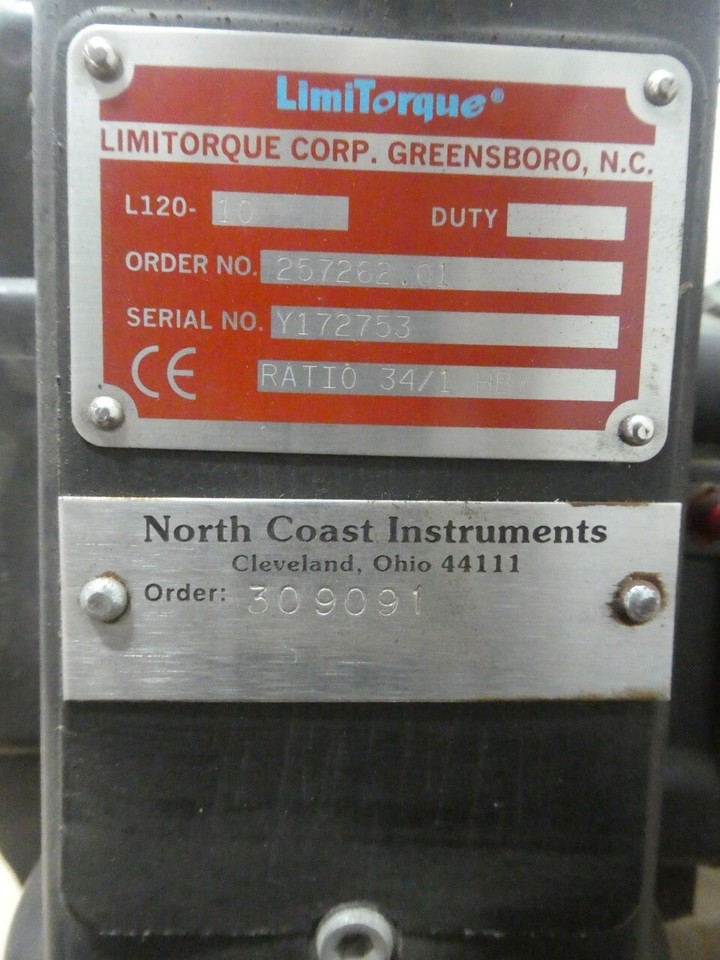 LimiTorque®
LIMITORQUE CORP. GREENSBORO, N.C.
L120- 10 DUTY
ORDER NO. 257262.01
SERIAL NO. Y172753
CE RATIO 34/1 HB
North Coast Instruments
Cleveland, Ohio 44111
Order: 309091